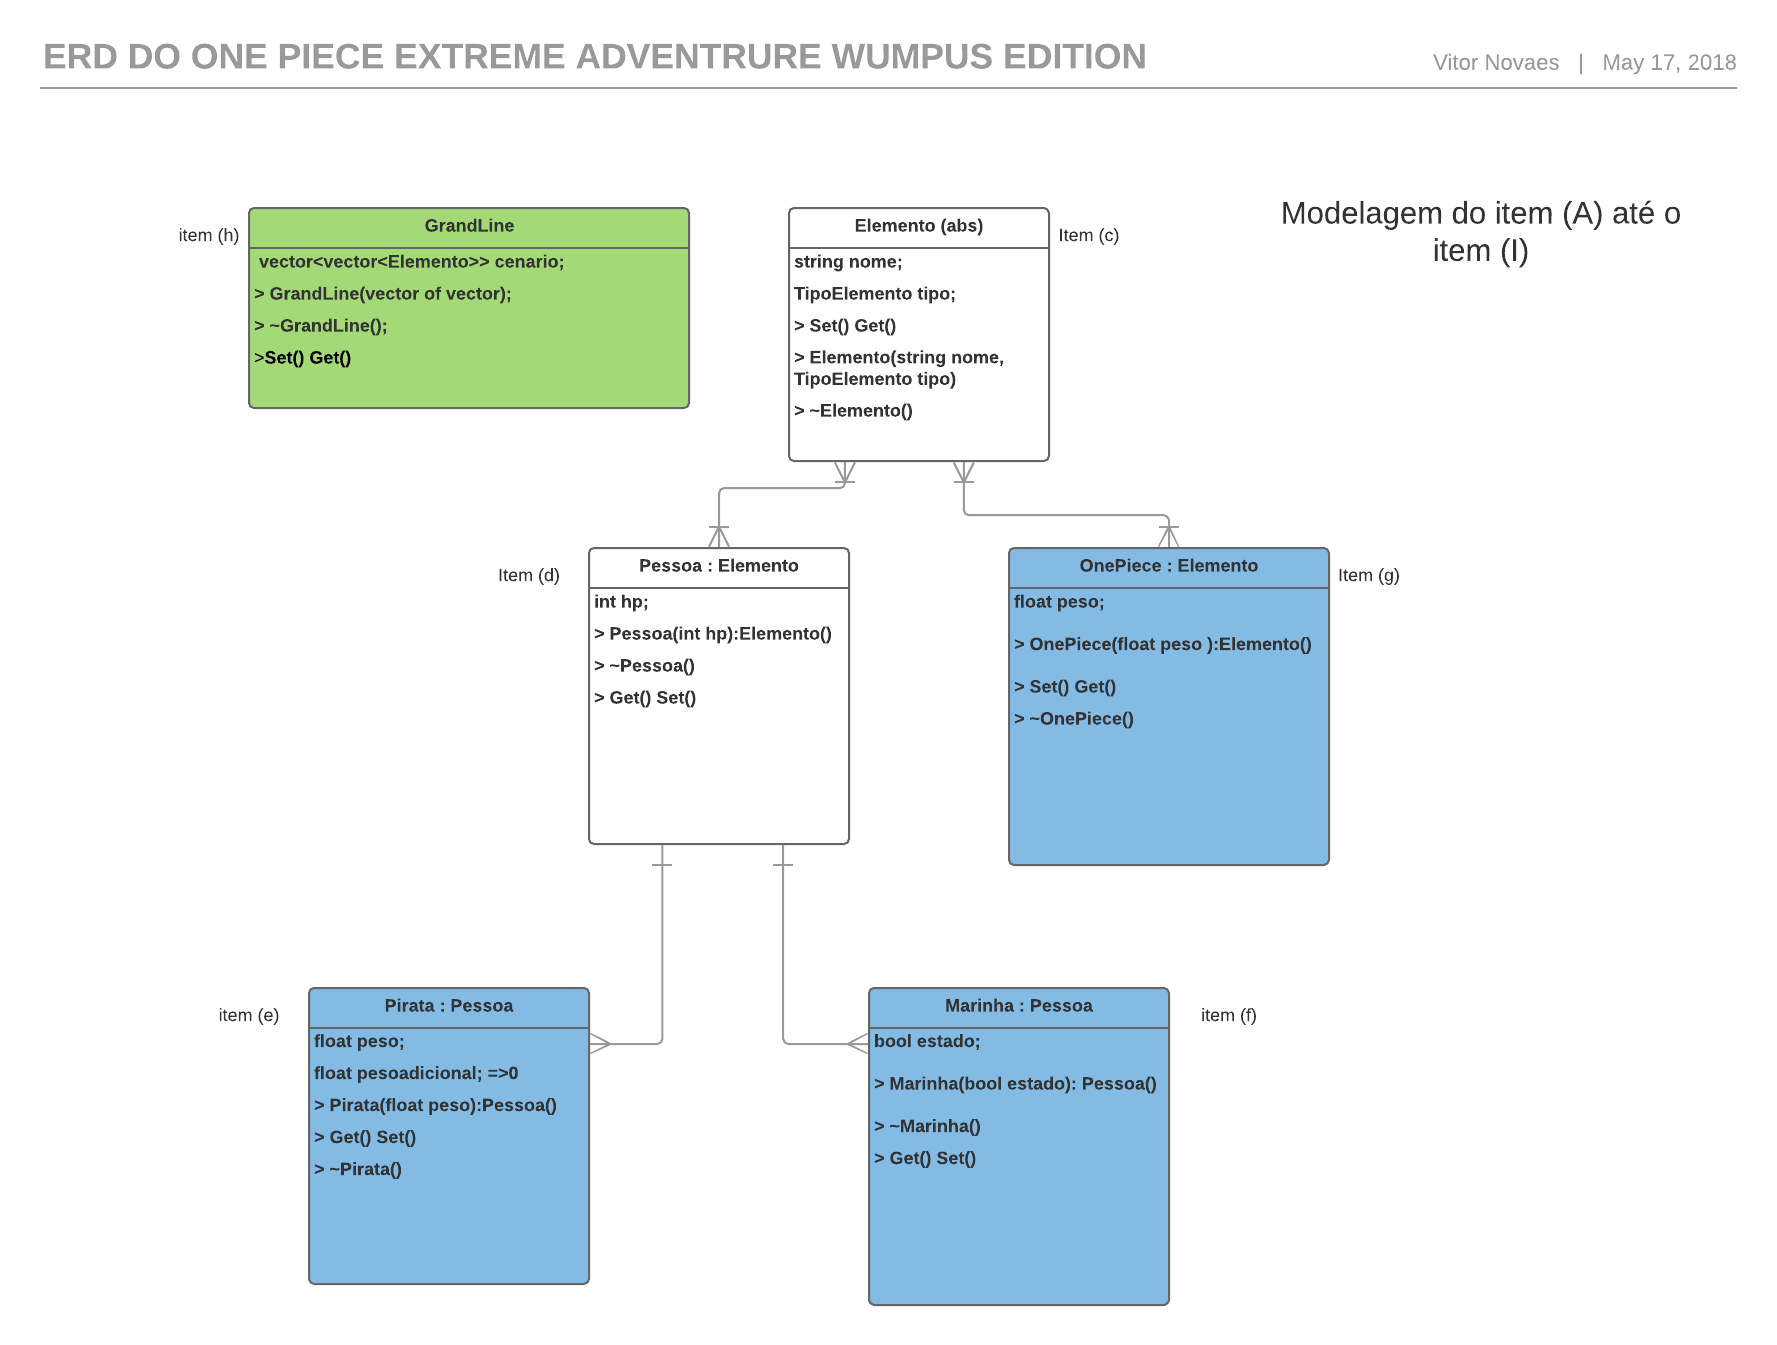 ERD DO ONE PIECE EXTREME ADVENTRURE WUMPUS EDITION
Vitor Novaes | May 17, 2018
Modelagem do item (A) até o
item (I)
item (h)
GrandLine
vector<vector<Elemento>> cenario;
> GrandLine(vector of vector);
> ~GrandLine();
>Set() Get()
Elemento (abs)
Item (c)
string nome;
TipoElemento tipo;
> Set() Get()
> Elemento(string nome,
TipoElemento tipo)
> ~Elemento()
Item (d)
Pessoa : Elemento
int hp;
> Pessoa(int hp):Elemento()
> ~Pessoa()
> Get() Set()
OnePiece : Elemento
Item (g)
float peso;
> OnePiece(float peso ):Elemento()
> Set() Get()
> ~OnePiece()
item (e)
Pirata : Pessoa
float peso;
float pesoadicional; =>0
> Pirata(float peso):Pessoa()
> Get() Set()
> ~Pirata()
Marinha : Pessoa
item (f)
bool estado;
> Marinha(bool estado): Pessoa()
> ~Marinha()
> Get() Set()